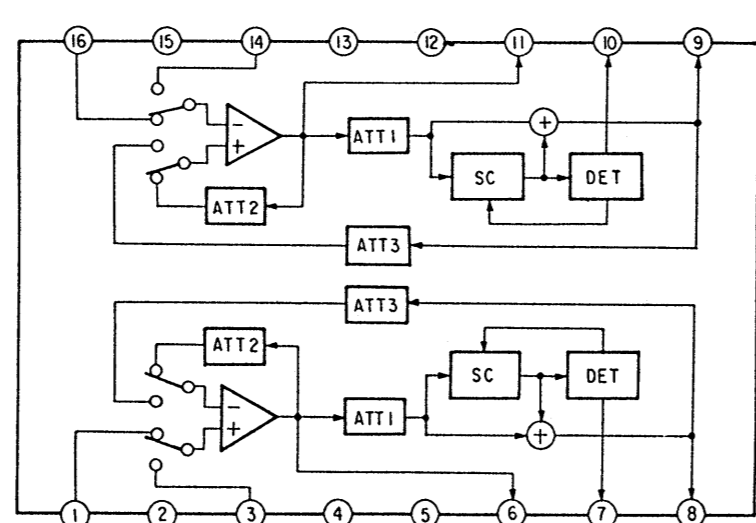 16 15 14 13 12 11 10 9
− +
ATT1
+
SC DET
ATT2
ATT3
ATT3
ATT2
SC DET
− +
ATT1
+
1 2 3 4 5 6 7 8